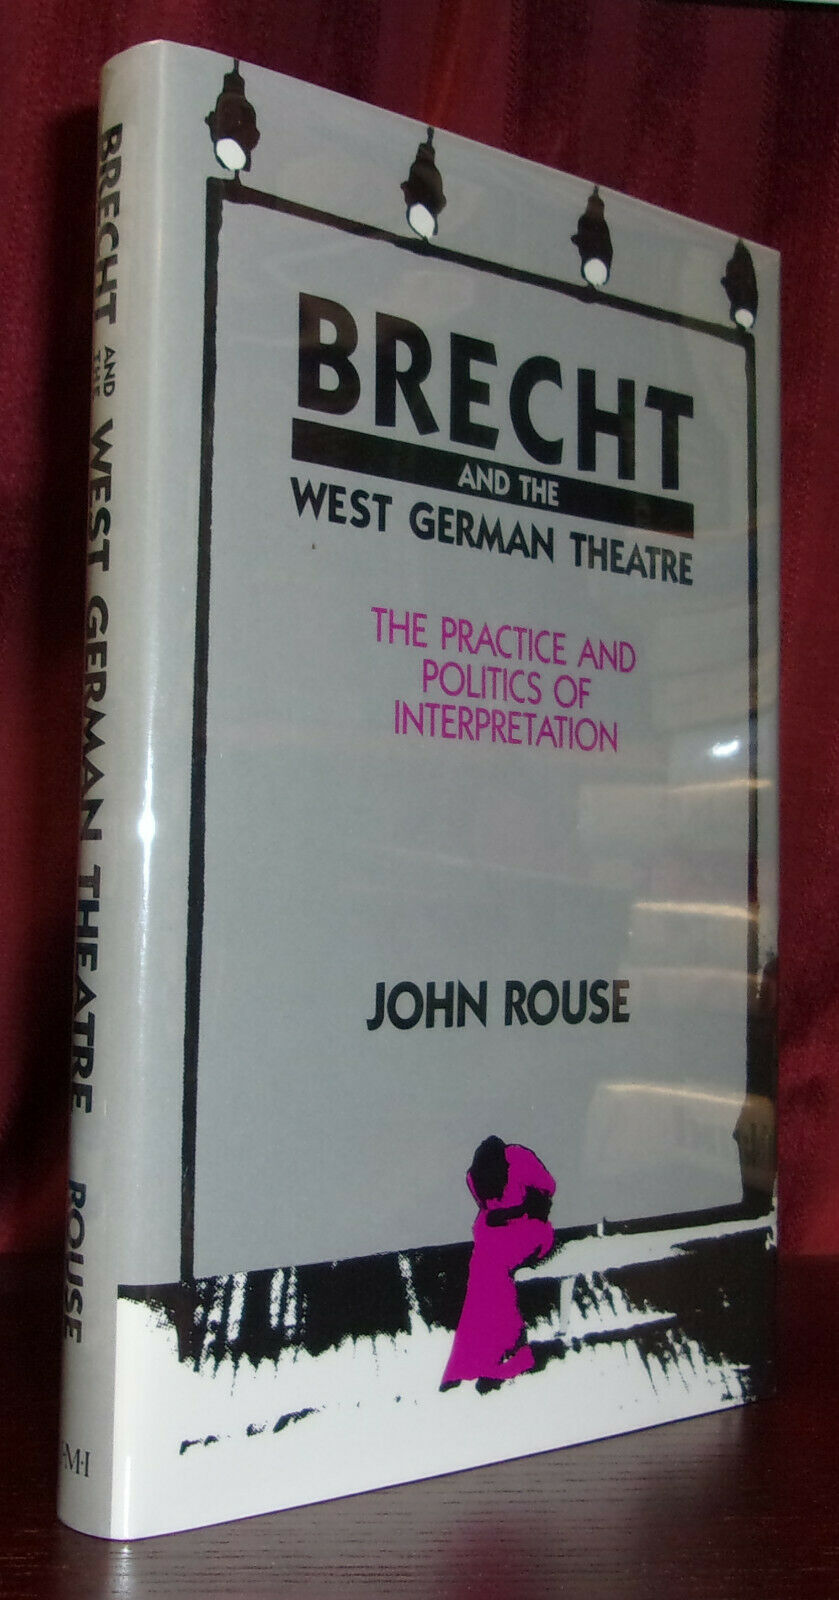 BRECHT
AND THE
WEST GERMAN THEATRE
THE PRACTICE AND
POLITICS OF
INTERPRETATION
JOHN ROUSE
BRECHT AND THE WEST GERMAN THEATRE ROUSE